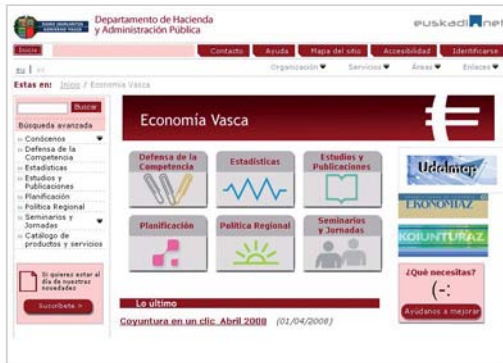 Departamento de Hacienda
y Administración Pública
euskadi net
Inicio
Contacto
Ayuda
Mapa del sitio
Accesibilidad
Identificarse
eu | es
Organización
Servicios
Áreas
Enlaces
Estas en: Inicio / Economía Vasca
Buscar
Búsqueda avanzada
Conócenos
Defensa de la
Competencia
Estadísticas
Estudios y
Publicaciones
Planificación
Política Regional
Seminarios y
Jornadas
Catálogo de
productos y servicios
Si quieres estar al
día de nuestras
novedades
Suscríbete >
Economía Vasca
Defensa de la
Competencia
Estadísticas
Estudios y
Publicaciones
Planificación
Política Regional
Seminarios
y Jornadas
Lo último
Coyuntura en un clic Abril 2008 (01/04/2008)
Udalmap
EKONOMIAZ
KOIUNTURAZ
¿Qué necesitas?
(-:
Ayúdanos a mejorar